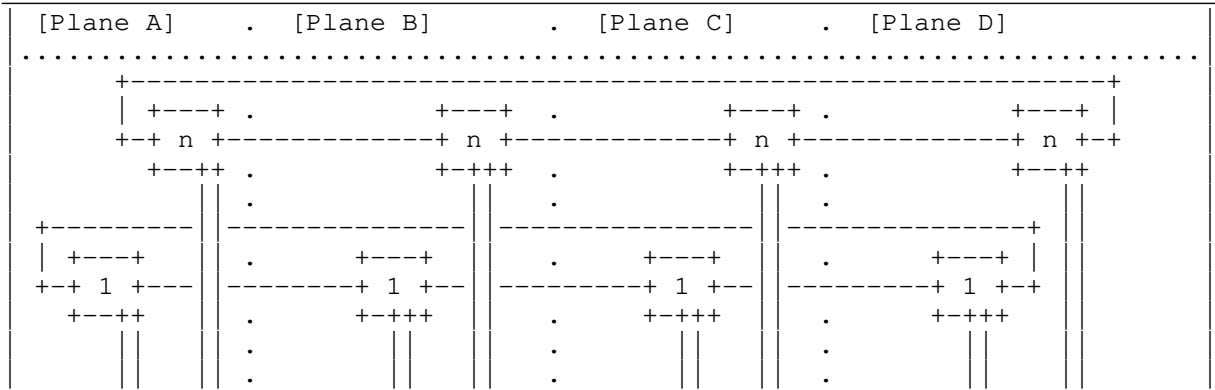 [Plane A] . [Plane B] . [Plane C] . [Plane D]
n n n n
1 1 1 1